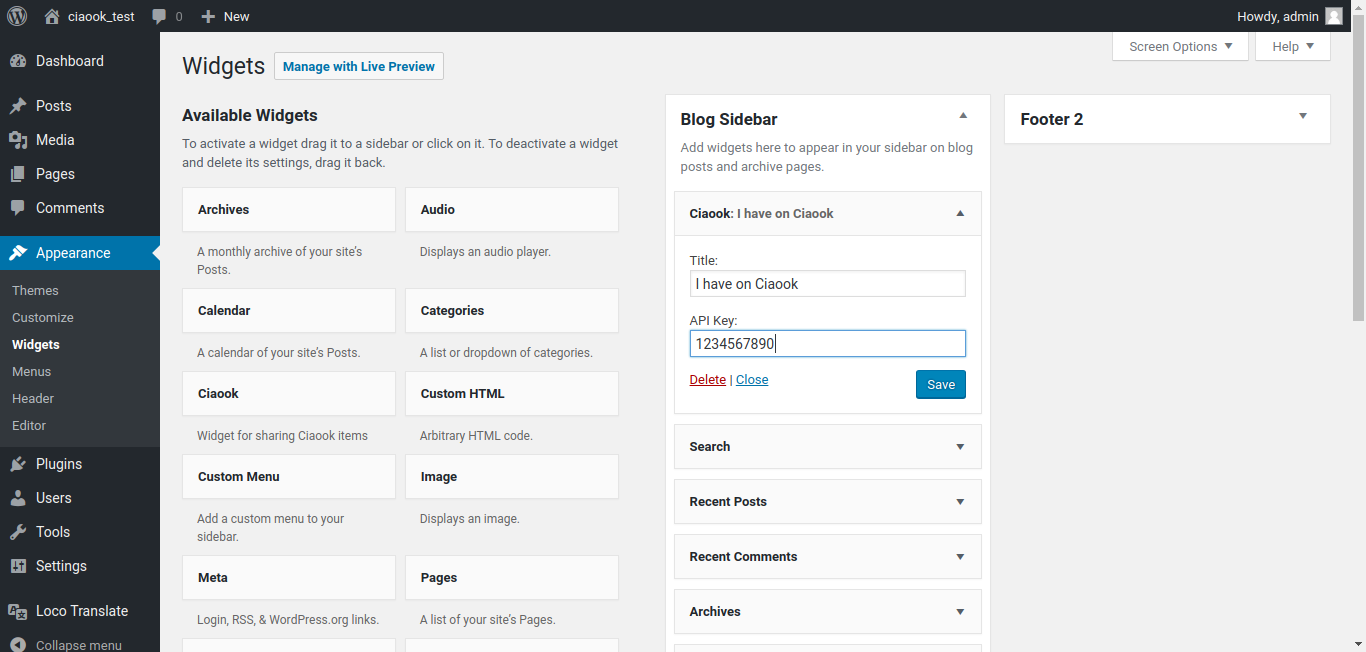 ciaook_test 0 New Howdy, admin
Dashboard
Posts
Media
Pages
Comments
Appearance
Themes
Customize
Widgets
Menus
Header
Editor
Plugins
Users
Tools
Settings
Loco Translate
Collapse menu
Screen Options Help
Widgets Manage with Live Preview
Available Widgets
To activate a widget drag it to a sidebar or click on it. To deactivate a widget
and delete its settings, drag it back.
Archives Audio
A monthly archive of your site's
Posts.
Displays an audio player.
Calendar Categories
A calendar of your site's Posts. A list or dropdown of categories.
Ciaook Custom HTML
Widget for sharing Ciaook items Arbitrary HTML code.
Custom Menu Image
Add a custom menu to your
sidebar.
Displays an image.
Meta Pages
Login, RSS, & WordPress.org links. A list of your site's Pages.
Blog Sidebar
Add widgets here to appear in your sidebar on blog
posts and archive pages.
Ciaook: I have on Ciaook
Title:
I have on Ciaook
API Key:
1234567890
Delete | Close Save
Search
Recent Posts
Recent Comments
Archives
Footer 2